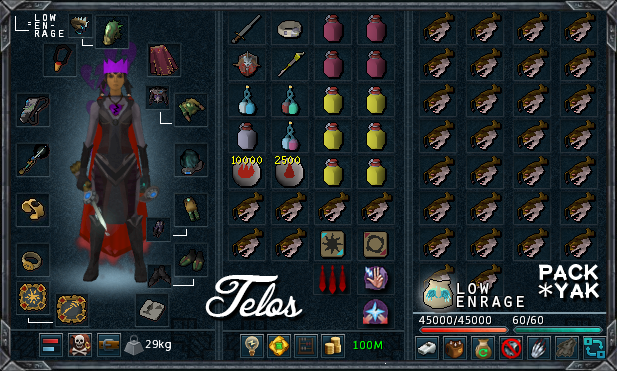 =LOW
EN-
RAGE
10000
2500
Telos
LOW
ENRAGE
PACK
*YAK
45000/45000
60/60
29kg
100M